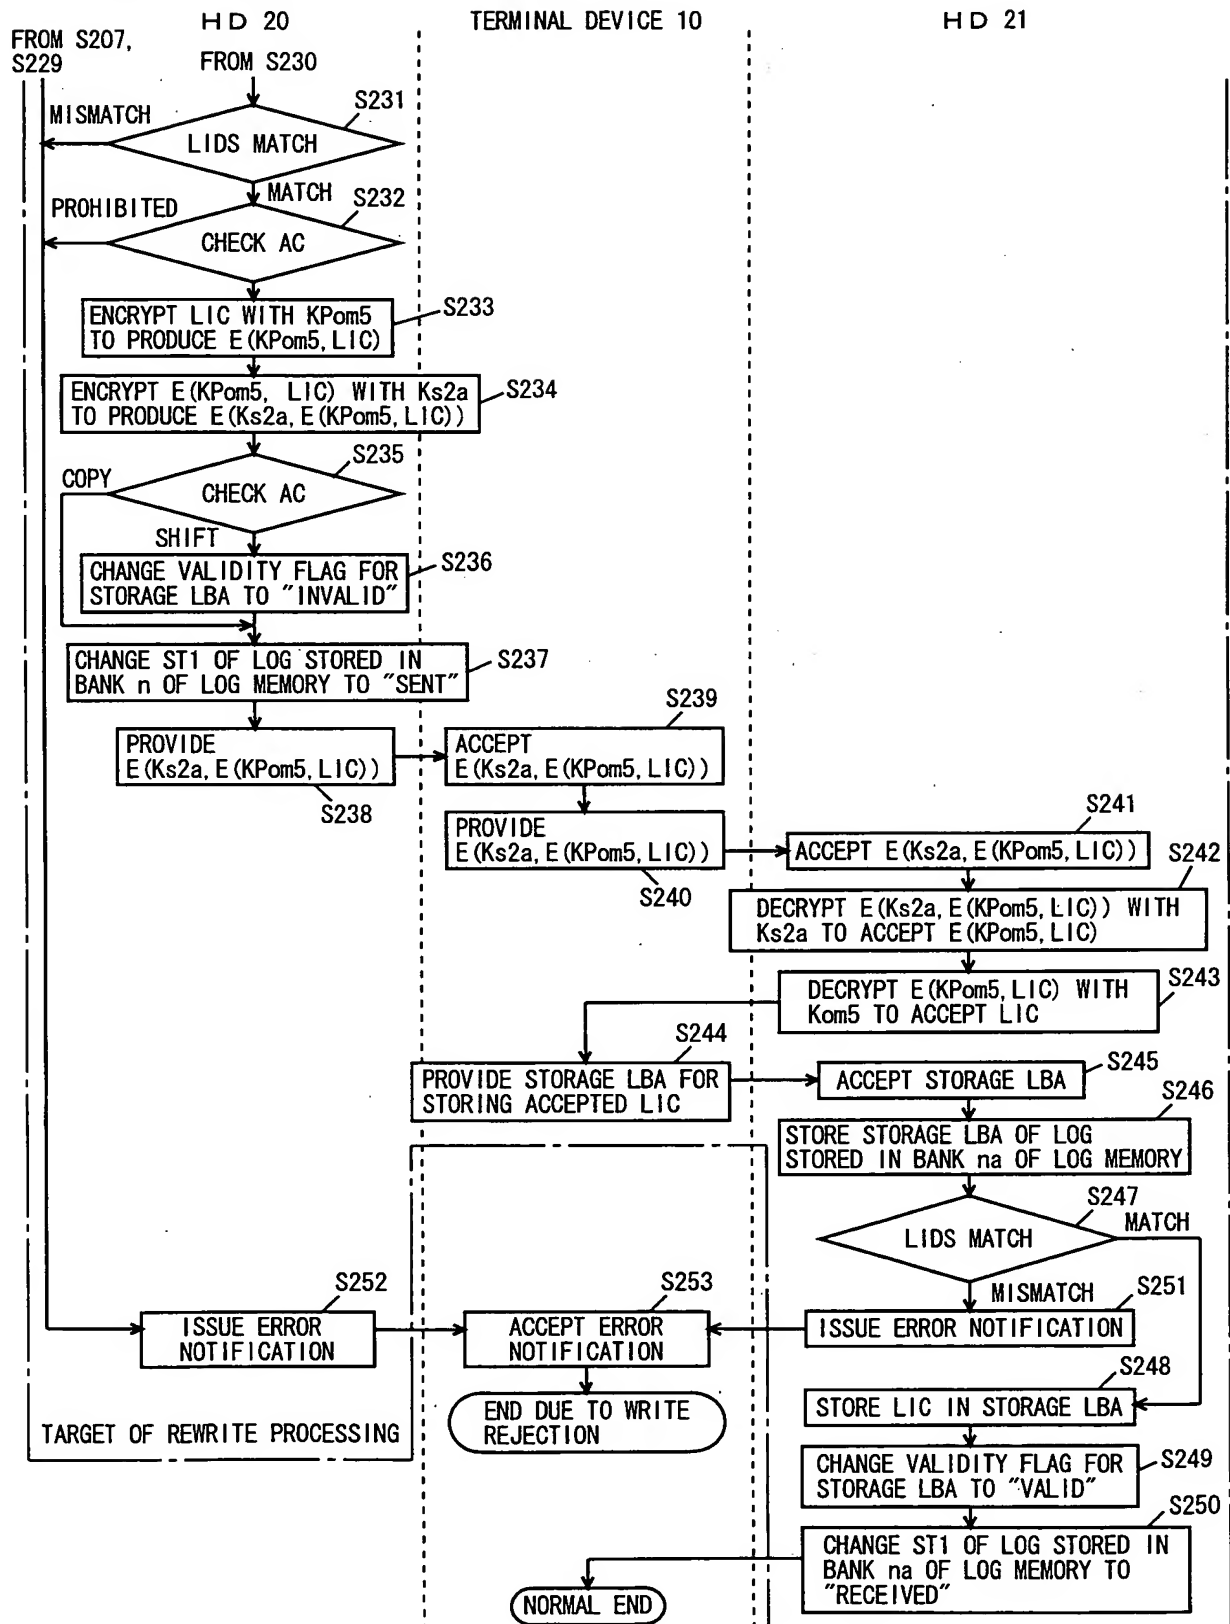 HD 20
TERMINAL DEVICE 10
HD 21
FROM S207,
S229
FROM S230
S231
MISMATCH
LIDS MATCH
MATCH
S232
PROHIBITED
CHECK AC
S233
ENCRYPT LIC WITH KPom5
TO PRODUCE E(KPom5, LIC)
S234
ENCRYPT E(KPom5, LIC) WITH Ks2a
TO PRODUCE E(Ks2a, E(KPom5, LIC))
S235
COPY
CHECK AC
SHIFT
S236
CHANGE VALIDITY FLAG FOR
STORAGE LBA TO "INVALID"
S237
CHANGE ST1 OF LOG STORED IN
BANK n OF LOG MEMORY TO "SENT"
S239
PROVIDE
E(Ks2a, E(KPom5, LIC))
S238
ACCEPT
E(Ks2a, E(KPom5, LIC))
PROVIDE
E(Ks2a, E(KPom5, LIC))
S240
S241
ACCEPT E(Ks2a, E(KPom5, LIC))
S242
DECRYPT E(Ks2a, E(KPom5, LIC)) WITH
Ks2a TO ACCEPT E(KPom5, LIC)
S243
DECRYPT E(KPom5, LIC) WITH
Kom5 TO ACCEPT LIC
S244
PROVIDE STORAGE LBA FOR
STORING ACCEPTED LIC
S245
ACCEPT STORAGE LBA
S246
STORE STORAGE LBA OF LOG
STORED IN BANK na OF LOG MEMORY
S247
LIDS MATCH
MATCH
MISMATCH
S251
ISSUE ERROR NOTIFICATION
S252
ISSUE ERROR
NOTIFICATION
S253
ACCEPT ERROR
NOTIFICATION
END DUE TO WRITE
REJECTION
TARGET OF REWRITE PROCESSING
S248
STORE LIC IN STORAGE LBA
S249
CHANGE VALIDITY FLAG FOR
STORAGE LBA TO "VALID"
S250
CHANGE ST1 OF LOG STORED IN
BANK na OF LOG MEMORY TO
"RECEIVED"
NORMAL END